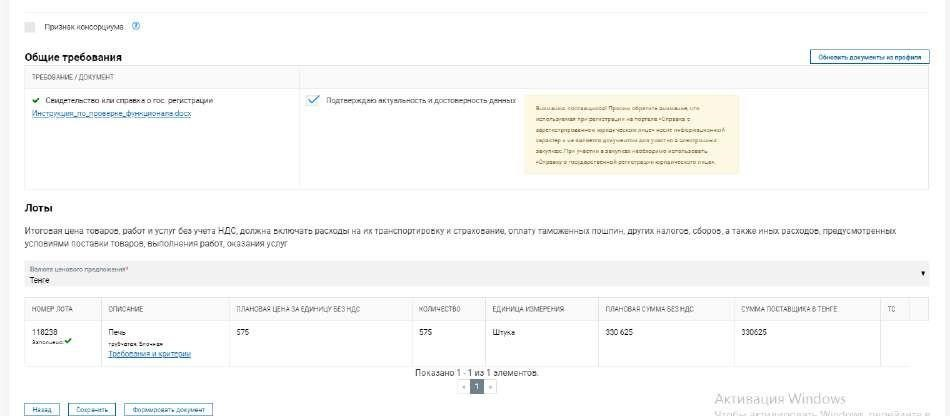 Признак консорциума
Общие требования
Обновить документы из профиля
ТРЕБОВАНИЕ / ДОКУМЕНТ
Свидетельство или справка о гос. регистрации
Инструкция_по_проверке_функционала.docx
Подтверждаю актуальность и достоверность данных
Внимание, поставщики! Просим обратить внимание, что
используемая при регистрации на портале «Справка о
зарегистрированном юридическом лице» носит информационный
характер и не является документом для участия в электронных
закупках. При участии в закупках необходимо использовать
«Справку о государственной регистрации юридического лица».
Лоты
Итоговая цена товаров, работ и услуг без учета НДС, должна включать расходы на их транспортировку и страхование, оплату таможенных пошлин, других налогов, сборов, а также иных расходов, предусмотренных
условиями поставки товаров, выполнения работ, оказания услуг
Валюта ценового предложения*
Тенге
НОМЕР ЛОТА ОПИСАНИЕ ПЛАНОВАЯ ЦЕНА ЗА ЕДИНИЦУ БЕЗ НДС КОЛИЧЕСТВО ЕДИНИЦА ИЗМЕРЕНИЯ ПЛАНОВАЯ СУММА БЕЗ НДС СУММА ПОСТАВЩИКА В ТЕНГЕ ТС
118238 Печь 575 575 Штука 330 625 330625
Заполнено: трубчатая блочная
Требования и критерии
Показано 1 - 1 из 1 элементов.
« 1 »
Назад Сохранить Формировать документ
Активация Windows
Чтобы активировать Windows, перейдите в